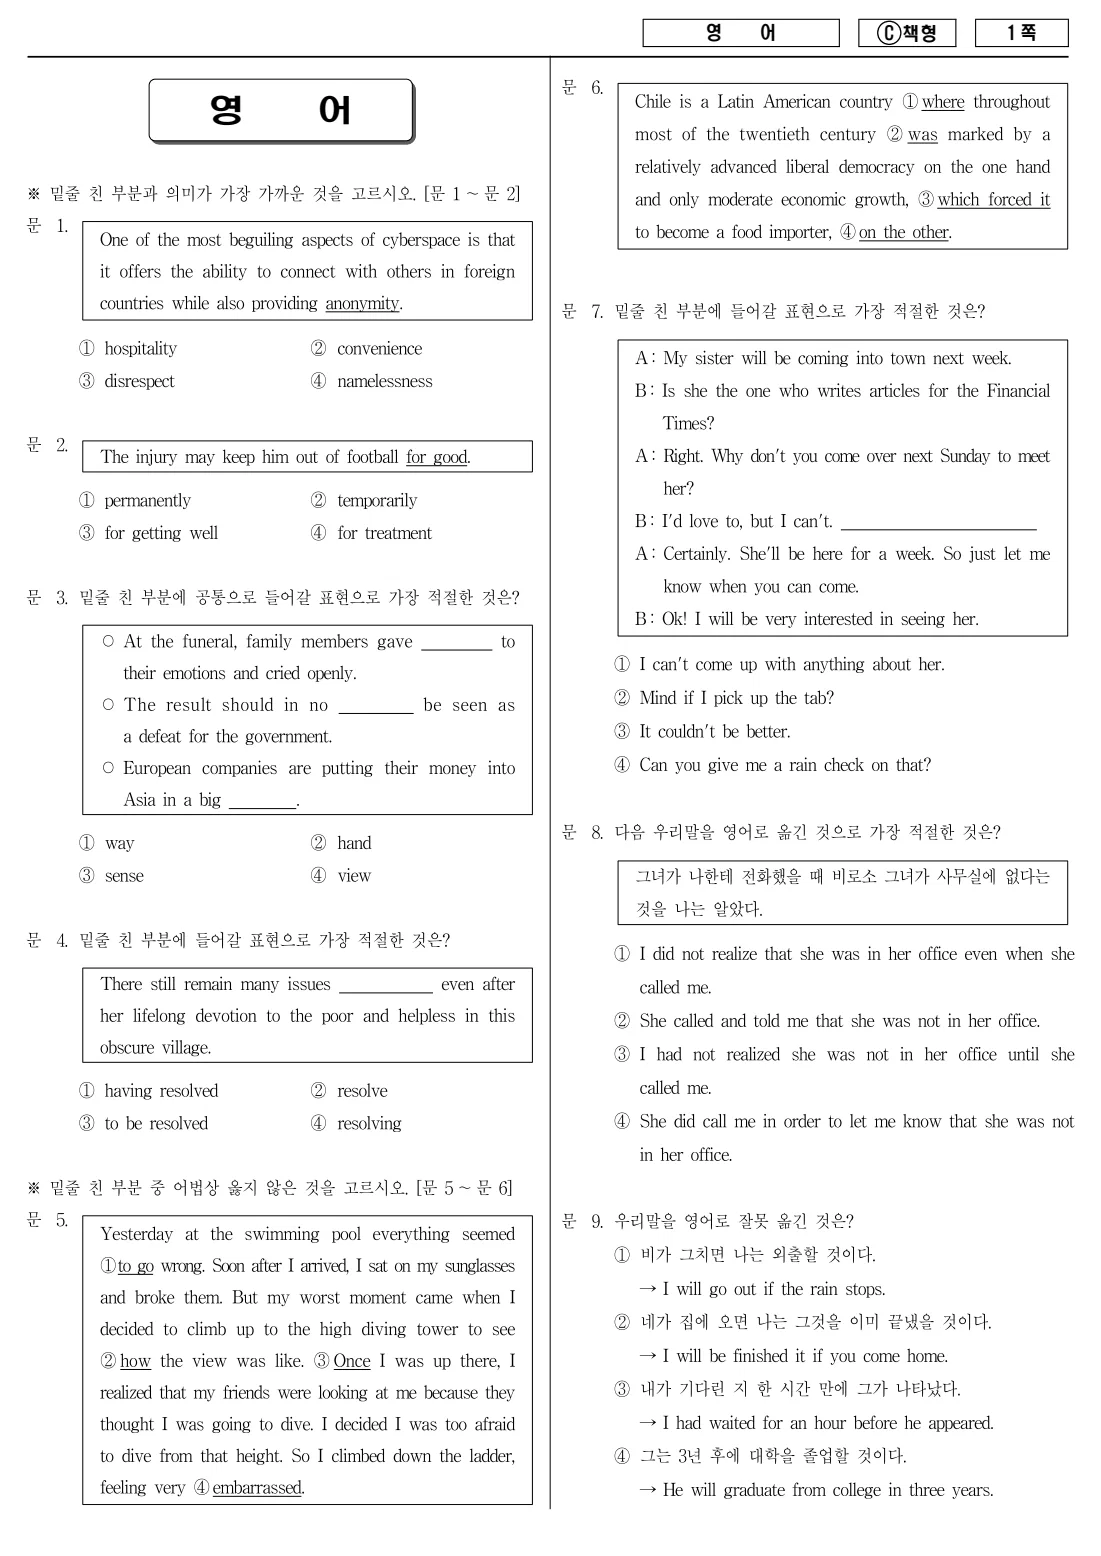 영 어
Ⓒ책형
1쪽
영 어
※ 밑줄 친 부분과 의미가 가장 가까운 것을 고르시오. [문 1 ~ 문 2]
문 1.
One of the most beguiling aspects of cyberspace is that
it offers the ability to connect with others in foreign
countries while also providing anonymity.
① hospitality ② convenience
③ disrespect ④ namelessness
문 2.
The injury may keep him out of football for good.
① permanently ② temporarily
③ for getting well ④ for treatment
문 3. 밑줄 친 부분에 공통으로 들어갈 표현으로 가장 적절한 것은?
○ At the funeral, family members gave ________ to
their emotions and cried openly.
○ The result should in no ________ be seen as
a defeat for the government.
○ European companies are putting their money into
Asia in a big ________.
① way ② hand
③ sense ④ view
문 4. 밑줄 친 부분에 들어갈 표현으로 가장 적절한 것은?
There still remain many issues __________ even after
her lifelong devotion to the poor and helpless in this
obscure village.
① having resolved ② resolve
③ to be resolved ④ resolving
※ 밑줄 친 부분 중 어법상 옳지 않은 것을 고르시오. [문 5 ~ 문 6]
문 5.
Yesterday at the swimming pool everything seemed
①to go wrong. Soon after I arrived, I sat on my sunglasses
and broke them. But my worst moment came when I
decided to climb up to the high diving tower to see
②how the view was like. ③Once I was up there, I
realized that my friends were looking at me because they
thought I was going to dive. I decided I was too afraid
to dive from that height. So I climbed down the ladder,
feeling very ④embarrassed.
문 6.
Chile is a Latin American country ①where throughout
most of the twentieth century ②was marked by a
relatively advanced liberal democracy on the one hand
and only moderate economic growth, ③which forced it
to become a food importer, ④on the other.
문 7. 밑줄 친 부분에 들어갈 표현으로 가장 적절한 것은?
A: My sister will be coming into town next week.
B: Is she the one who writes articles for the Financial
Times?
A: Right. Why don't you come over next Sunday to meet
her?
B: I'd love to, but I can't. ____________________
A: Certainly. She'll be here for a week. So just let me
know when you can come.
B: Ok! I will be very interested in seeing her.
① I can't come up with anything about her.
② Mind if I pick up the tab?
③ It couldn't be better.
④ Can you give me a rain check on that?
문 8. 다음 우리말을 영어로 옮긴 것으로 가장 적절한 것은?
그녀가 나한테 전화했을 때 비로소 그녀가 사무실에 없다는
것을 나는 알았다.
① I did not realize that she was in her office even when she
called me.
② She called and told me that she was not in her office.
③ I had not realized she was not in her office until she
called me.
④ She did call me in order to let me know that she was not
in her office.
문 9. 우리말을 영어로 잘못 옮긴 것은?
① 비가 그치면 나는 외출할 것이다.
→ I will go out if the rain stops.
② 네가 집에 오면 나는 그것을 이미 끝냈을 것이다.
→ I will be finished it if you come home.
③ 내가 기다린 지 한 시간 만에 그가 나타났다.
→ I had waited for an hour before he appeared.
④ 그는 3년 후에 대학을 졸업할 것이다.
→ He will graduate from college in three years.